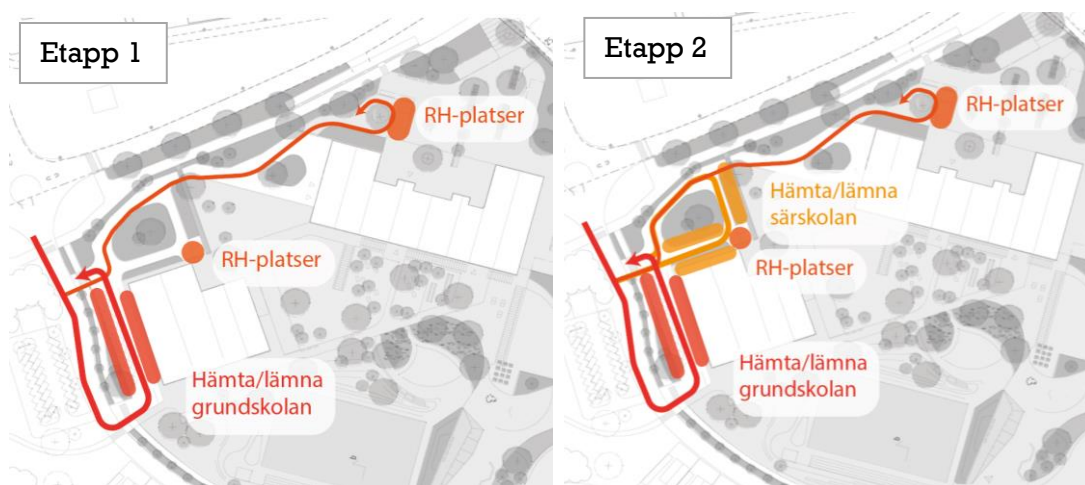 Etapp 1
RH-platser
RH-platser
Hämta/lämna
grundskolan
Etapp 2
RH-platser
Hämta/lämna
särskolan
RH-platser
Hämta/lämna
grundskolan